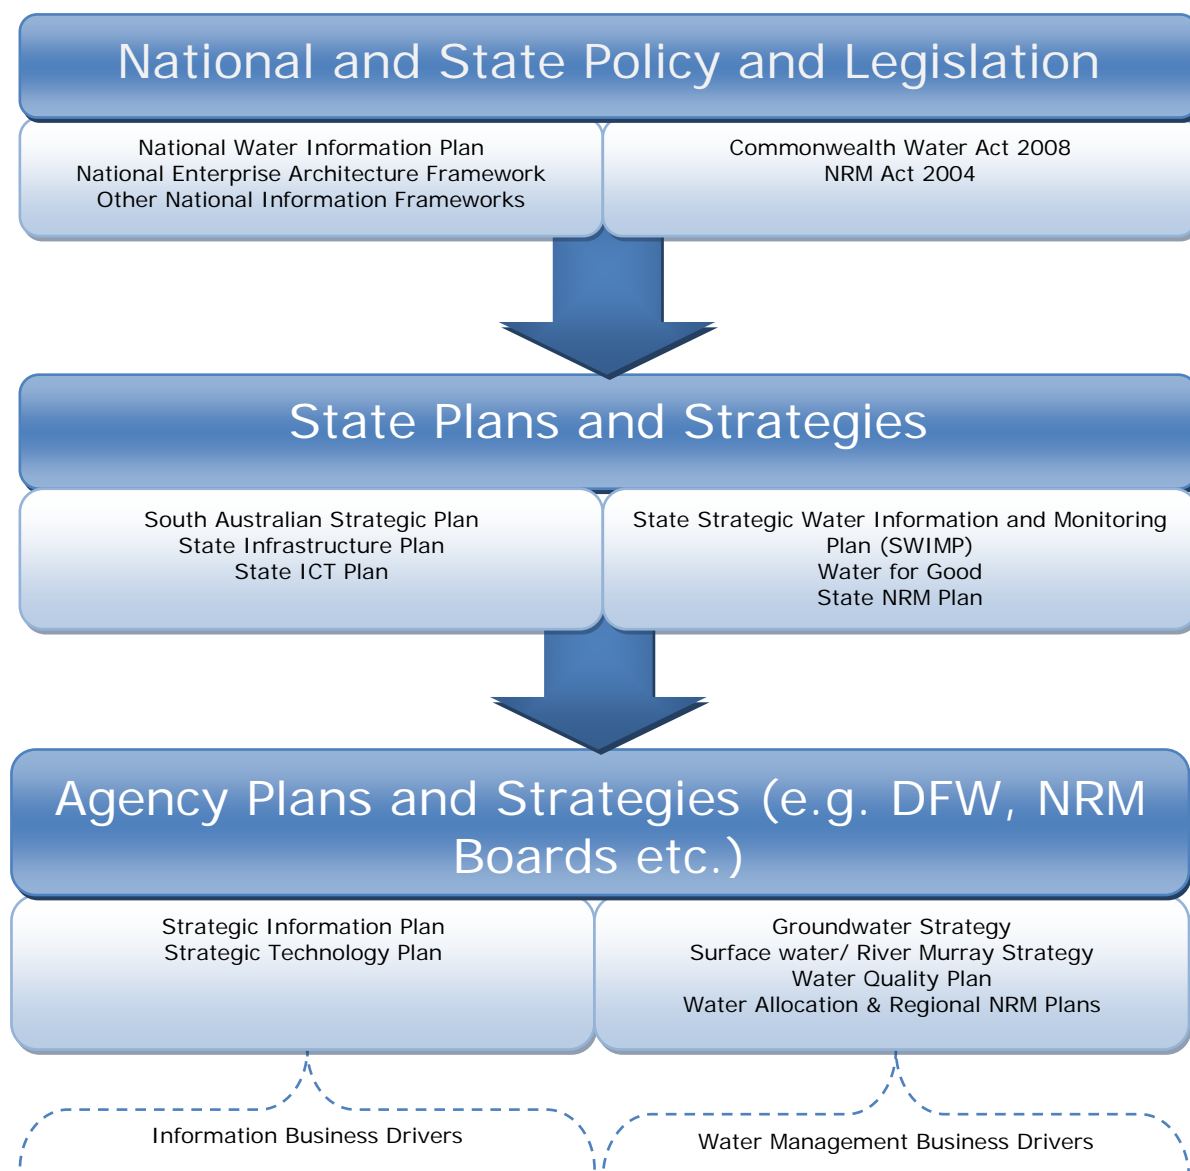 National and State Policy and Legislation
National Water Information Plan
National Enterprise Architecture Framework
Other National Information Frameworks
Commonwealth Water Act 2008
NRM Act 2004
State Plans and Strategies
South Australian Strategic Plan
State Infrastructure Plan
State ICT Plan
State Strategic Water Information and Monitoring
Plan (SWIMP)
Water for Good
State NRM Plan
Agency Plans and Strategies (e.g. DFW, NRM
Boards etc.)
Strategic Information Plan
Strategic Technology Plan
Groundwater Strategy
Surface water/ River Murray Strategy
Water Quality Plan
Water Allocation & Regional NRM Plans
Information Business Drivers
Water Management Business Drivers